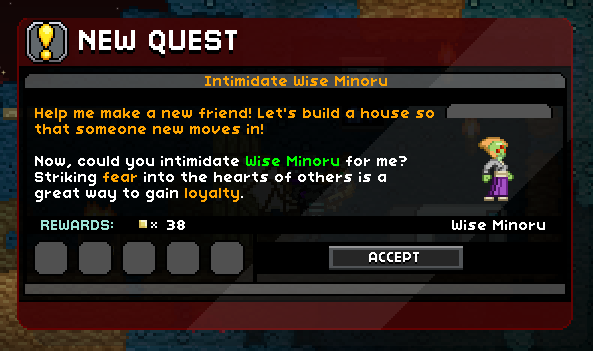 NEW QUEST
Intimidate Wise Minoru
Help me make a new friend! Let's build a house so
that someone new moves in!
Now, could you intimidate Wise Minoru for me?
Striking fear into the hearts of others is a
great way to gain loyalty.
REWARDS: x 38
Wise Minoru
ACCEPT